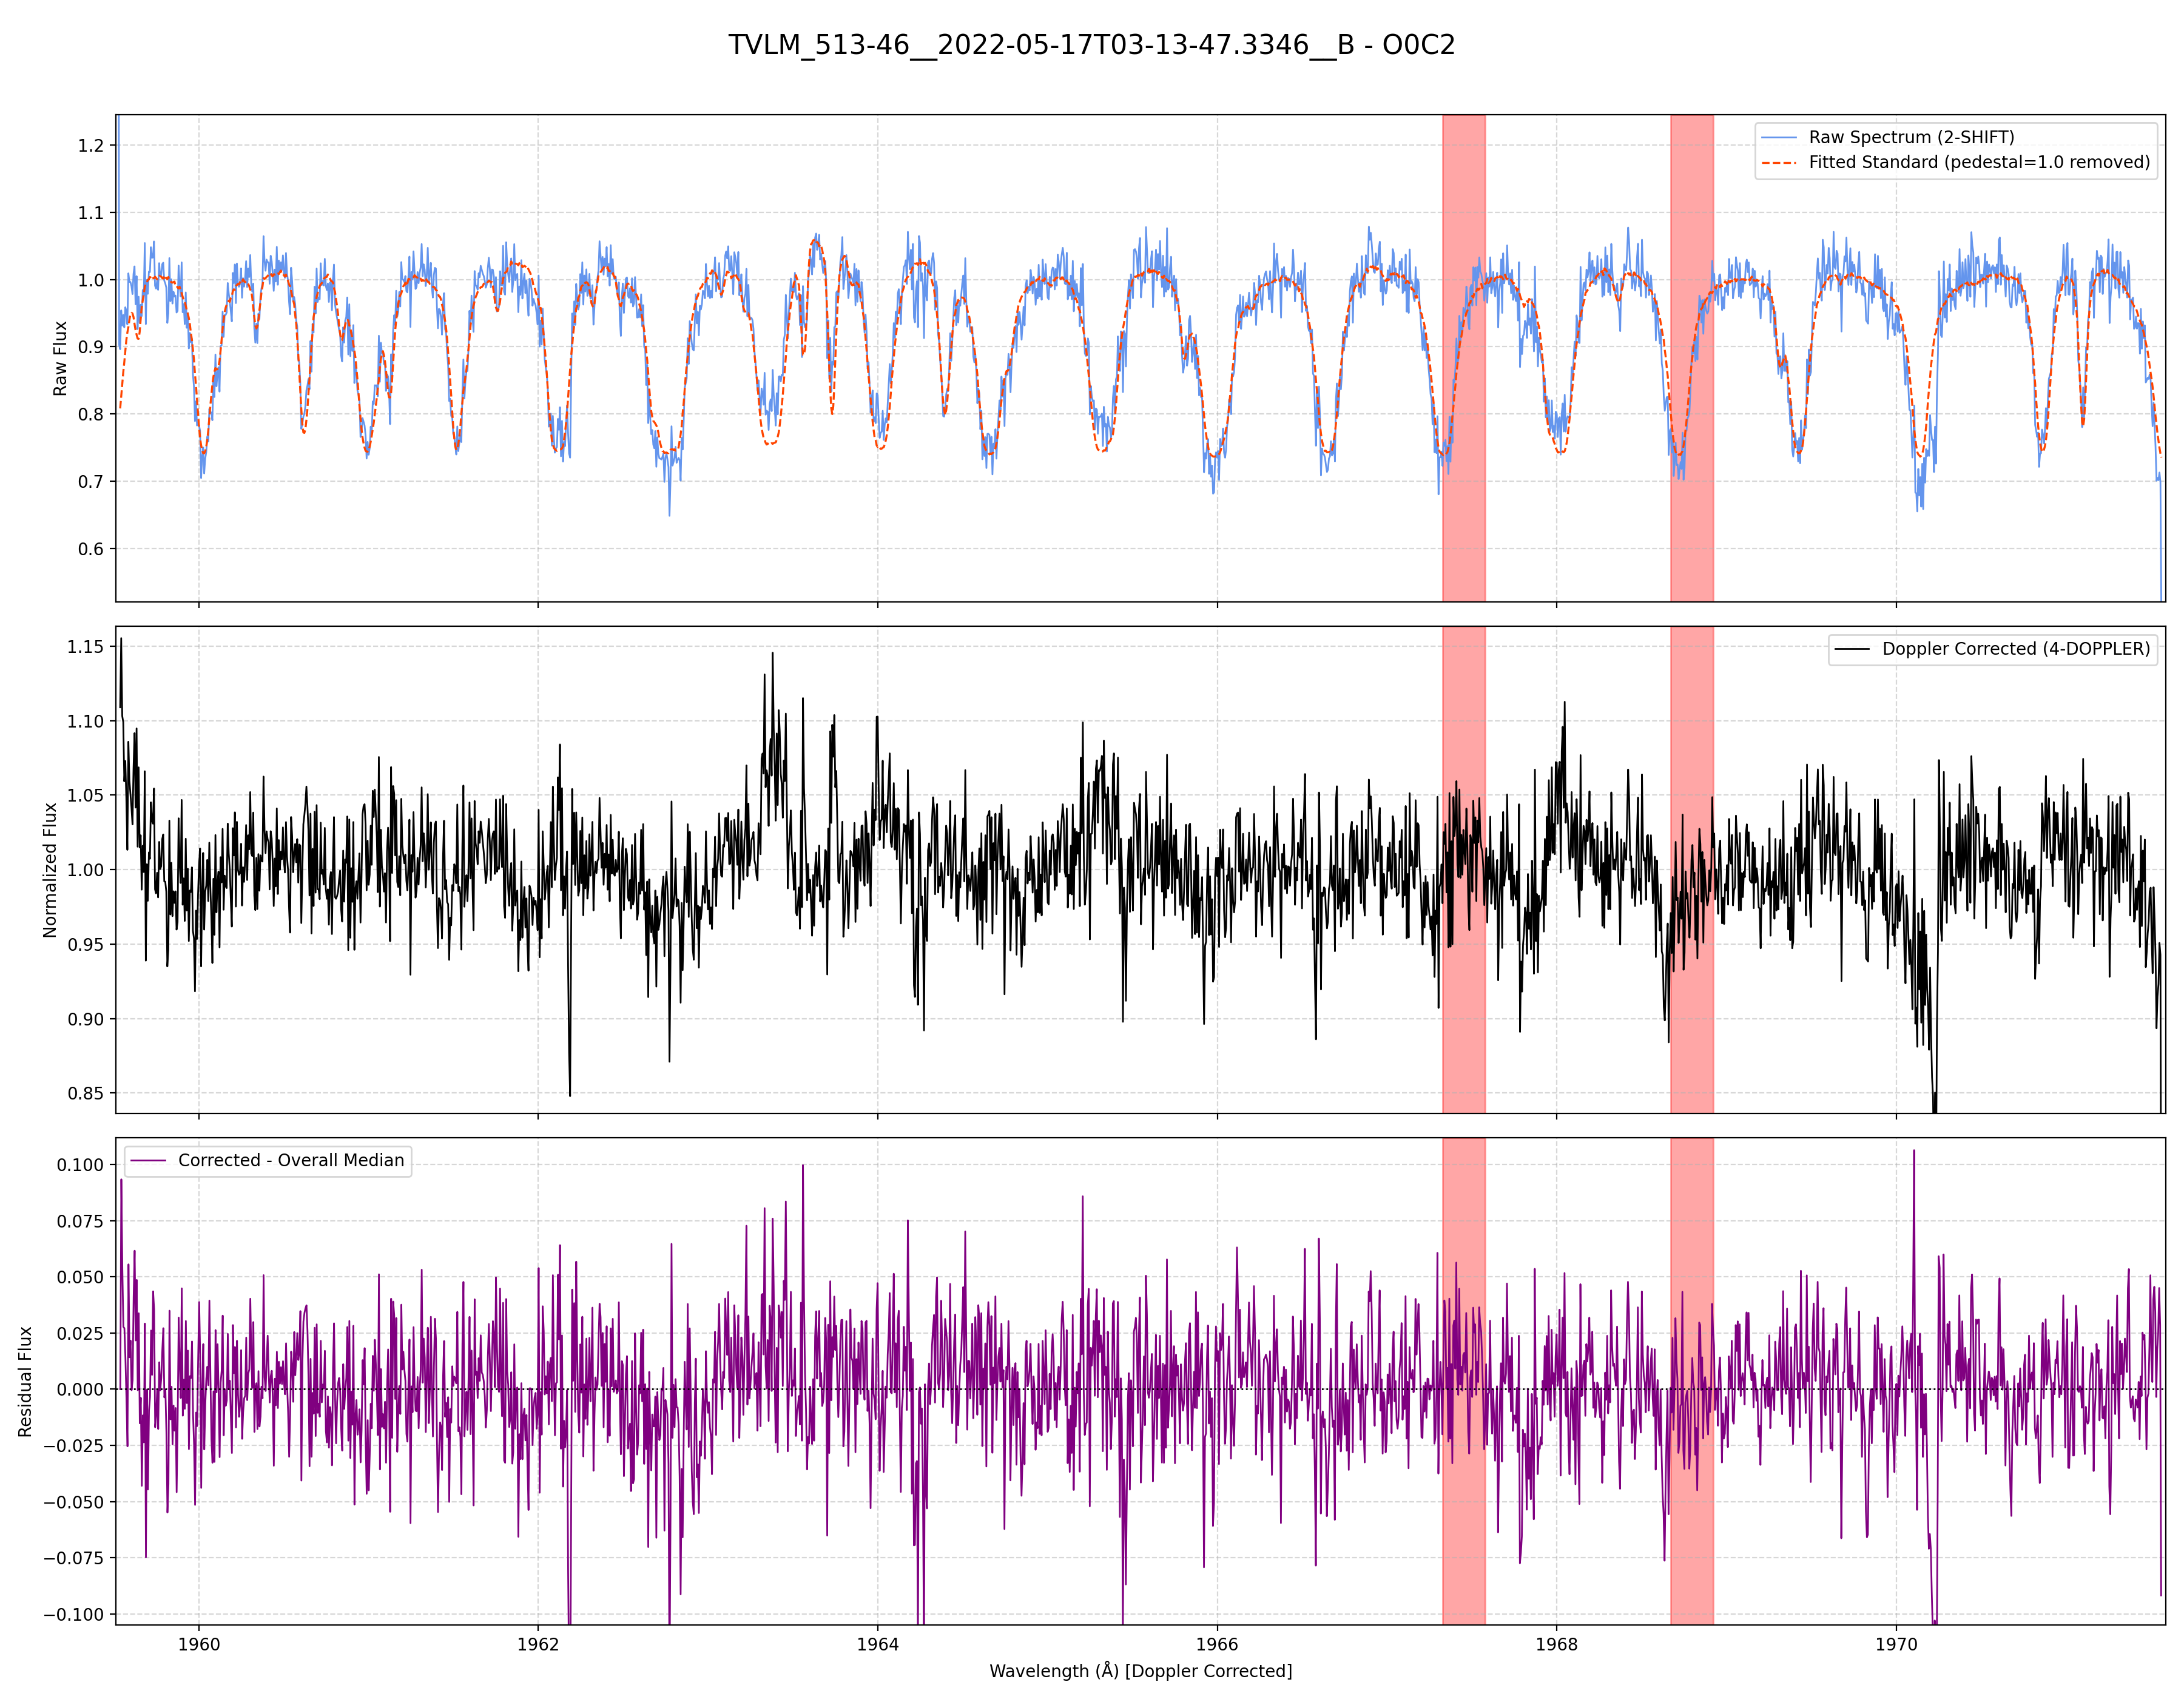 TVLM_513-46__2022-05-17T03-13-47.3346__B - O0C2
Raw Spectrum (2-SHIFT)
Fitted Standard (pedestal=1.0 removed)
Raw Flux
1.2
1.1
1.0
0.9
0.8
0.7
0.6
Doppler Corrected (4-DOPPLER)
Normalized Flux
1.15
1.10
1.05
1.00
0.95
0.90
0.85
Corrected - Overall Median
Residual Flux
0.100
0.075
0.050
0.025
0.000
−0.025
−0.050
−0.075
−0.100
1960 1962 1964 1966 1968 1970
Wavelength (Å) [Doppler Corrected]